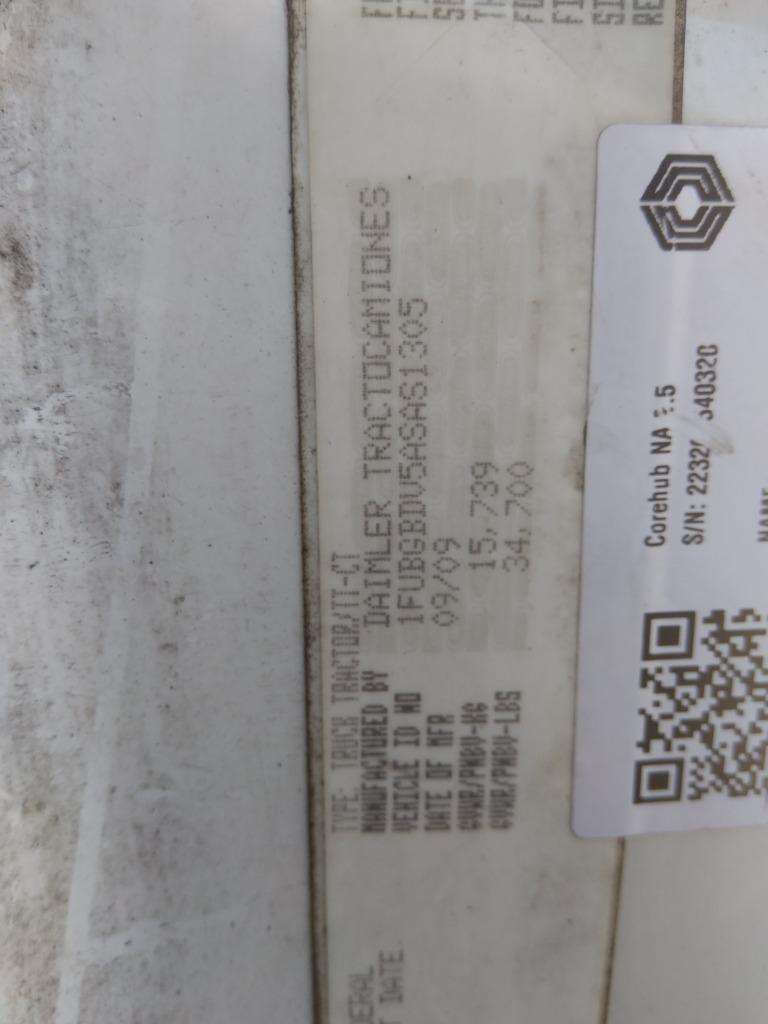 TYPE: TRUCK TRACTOR/TT-CT
MANUFACTURED BY DAIMLER TRACTOCAMIONES
VEHICLE ID NO 1FUBGBDV5ASAS1305
DATE OF MFR 09/09
GVWR/PNBV-KG 15,739
GVWR/PNBV-LBS 34,700
DATE
Corehub NA
S/N: